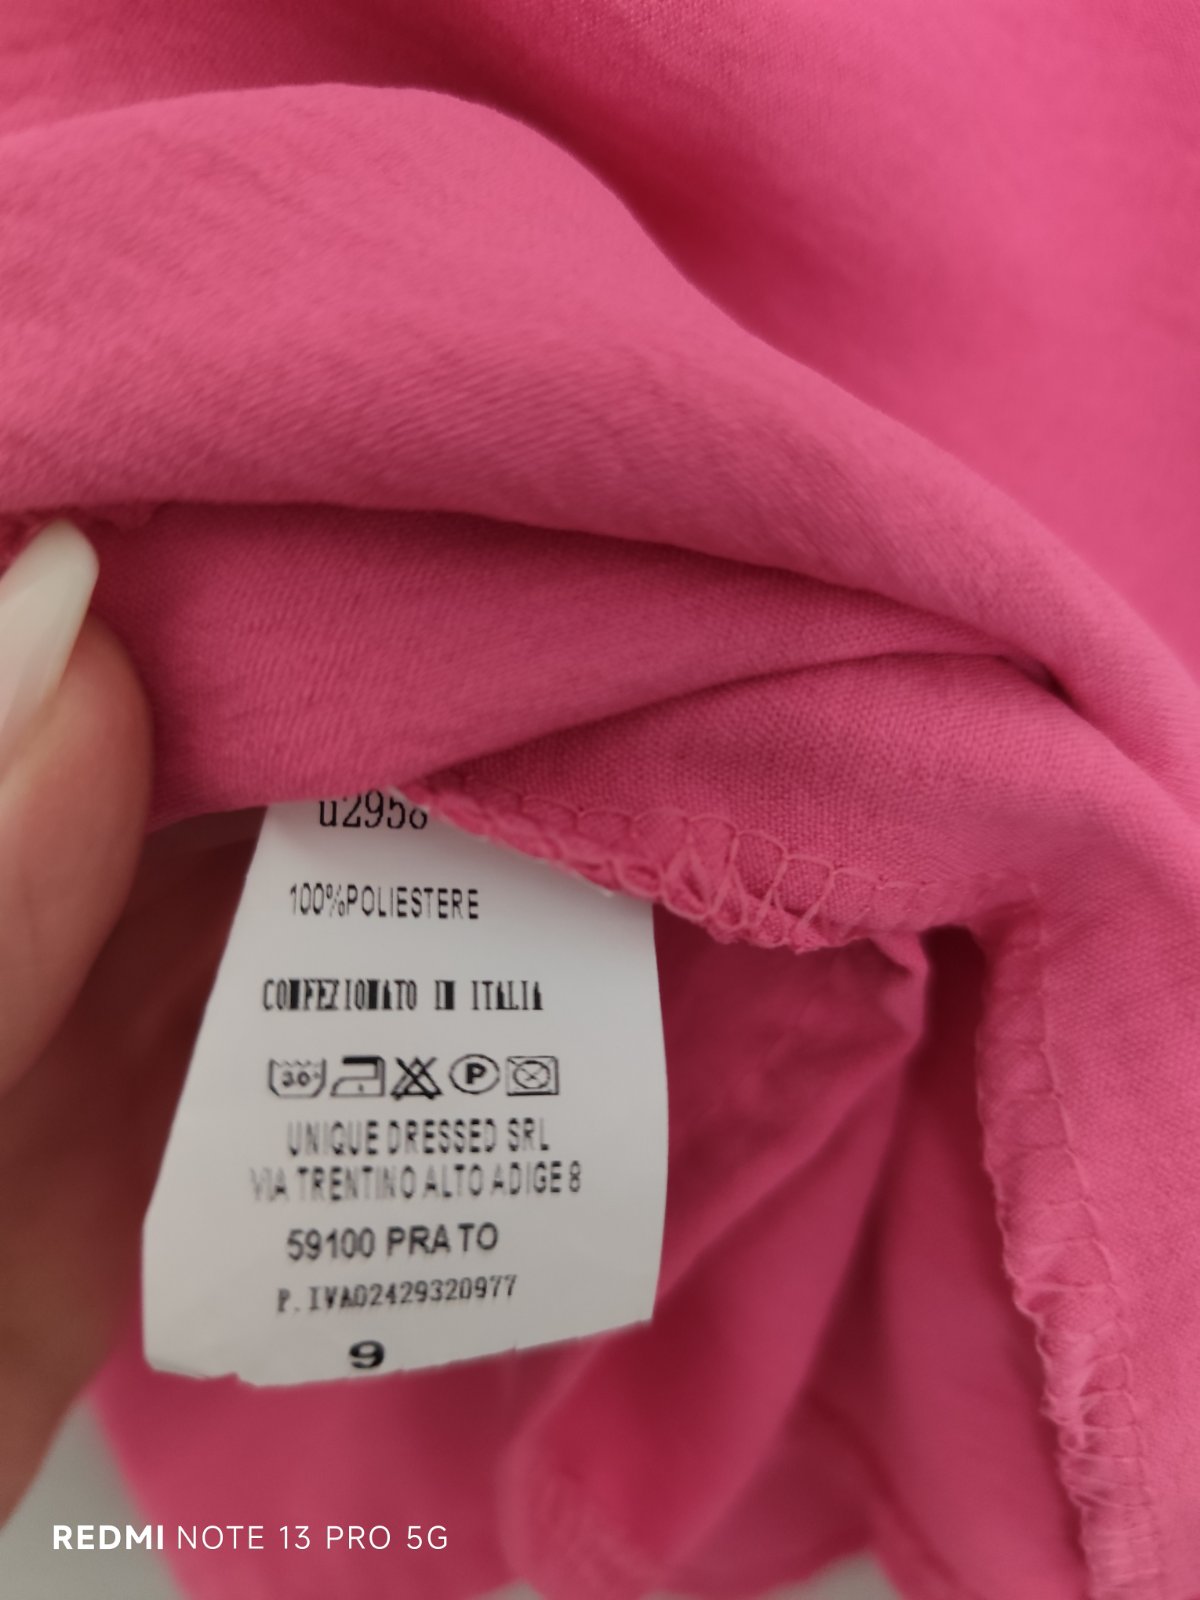 u2958
100%POLIESTERE
CONFEZIONATO IN ITALIA
30° P
UNIQUE DRESSED SRL
VIA TRENTINO ALTO ADIGE 8
59100 PRATO
P.IVA02429320977
9
REDMI NOTE 13 PRO 5G